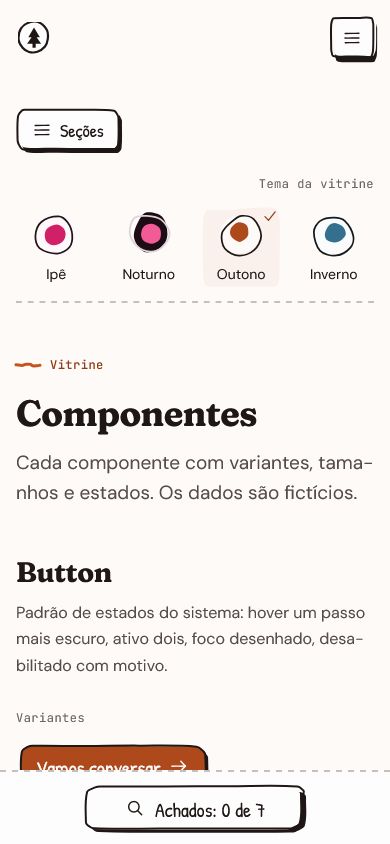 Seções
Tema da vitrine
Ipê
Noturno
Outono
Inverno
Vitrine
Componentes
Cada componente com variantes, tama-
nhos e estados. Os dados são fictícios.
Button
Padrão de estados do sistema: hover um passo
mais escuro, ativo dois, foco desenhado, desa-
bilitado com motivo.
Variantes
Vamos conversar →
Achados: 0 de 7